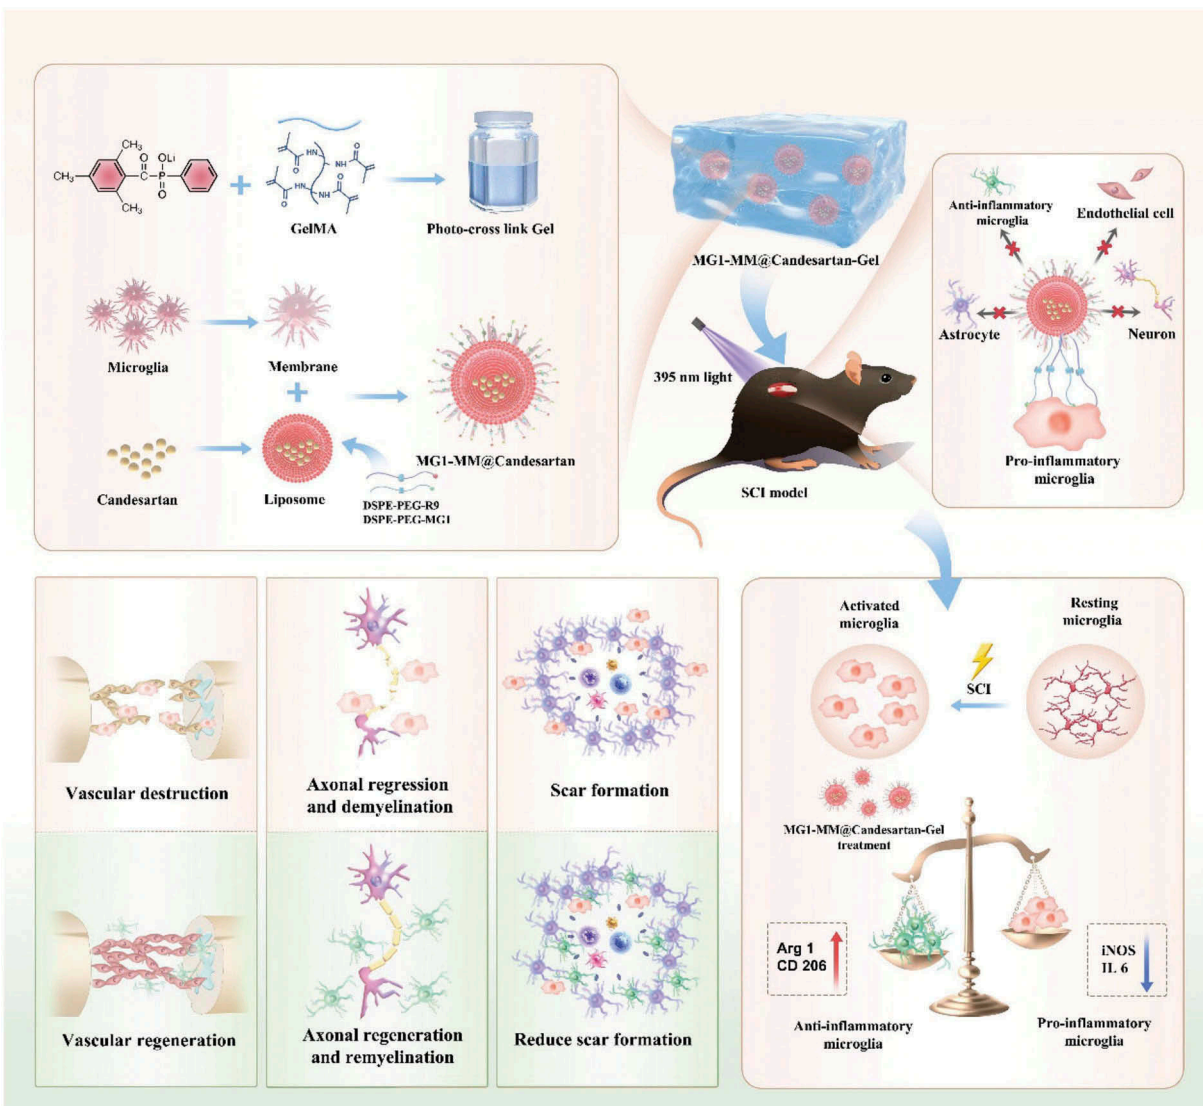 CH₃
O
OLi
CH₃
C
P
O
CH₃
O
HN
NH
O
O
HN
NH
O
GelMA
Photo-cross link Gel
Microglia
Membrane
Candesartan
Liposome
MG1-MM@Candesartan
DSPE-PEG-R9
DSPE-PEG-MG1
MG1-MM@Candesartan-Gel
395 nm light
SCI model
Anti-inflammatory
microglia
Endothelial cell
Astrocyte
Neuron
Pro-inflammatory
microglia
Vascular destruction
Axonal regression
and demyelination
Scar formation
Vascular regeneration
Axonal regeneration
and remyelination
Reduce scar formation
Activated
microglia
Resting
microglia
SCI
MG1-MM@Candesartan-Gel
treatment
Arg 1
CD 206
iNOS
IL 6
Anti-inflammatory
microglia
Pro-inflammatory
microglia